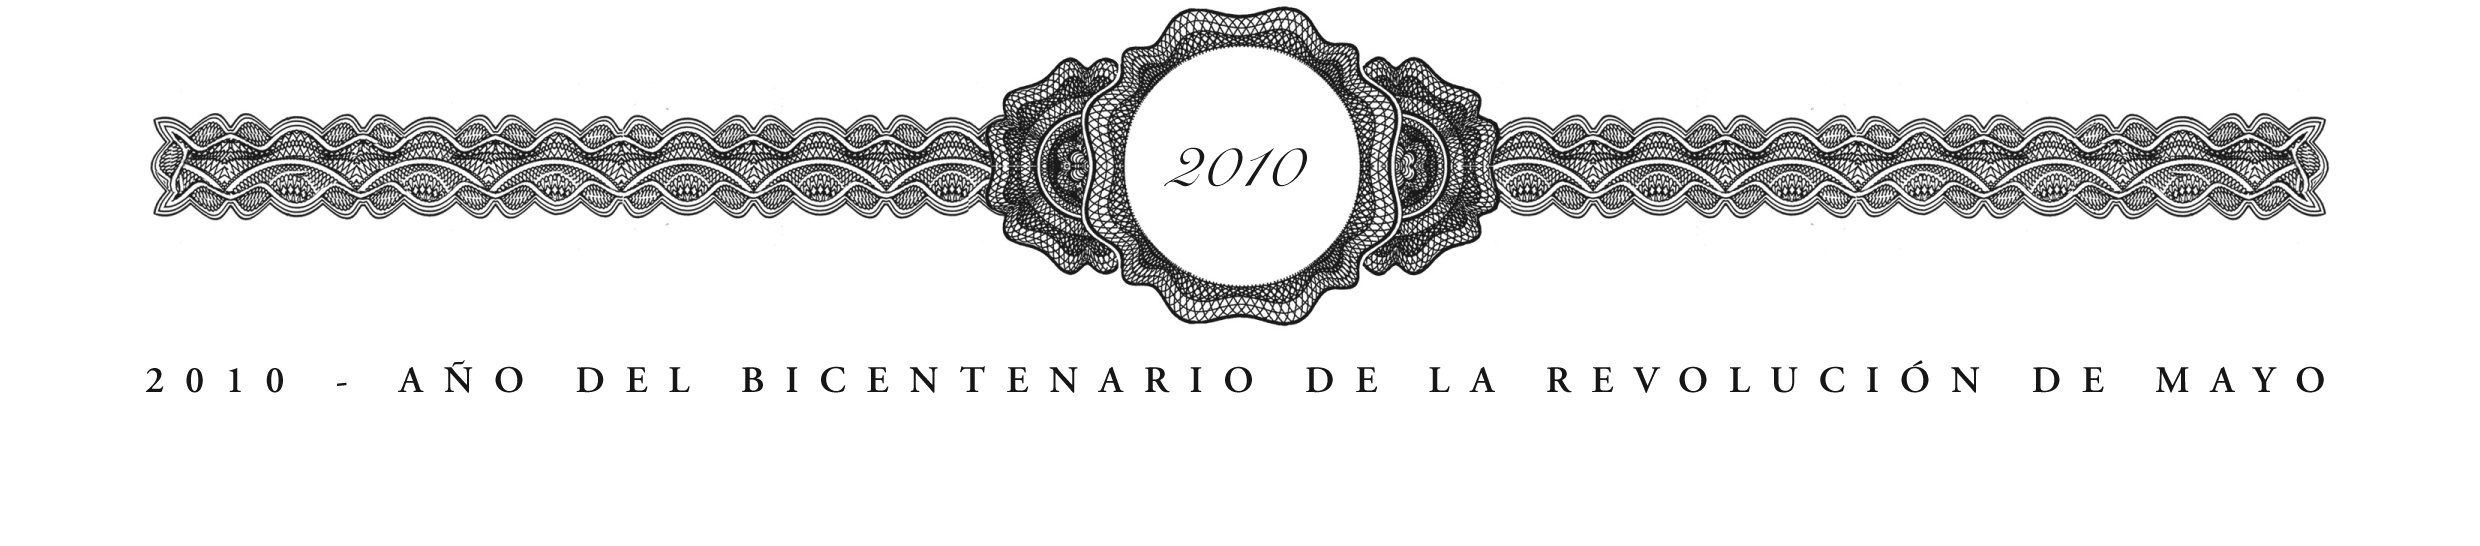 2010
2010 - AÑO DEL BICENTENARIO DE LA REVOLUCIÓN DE MAYO